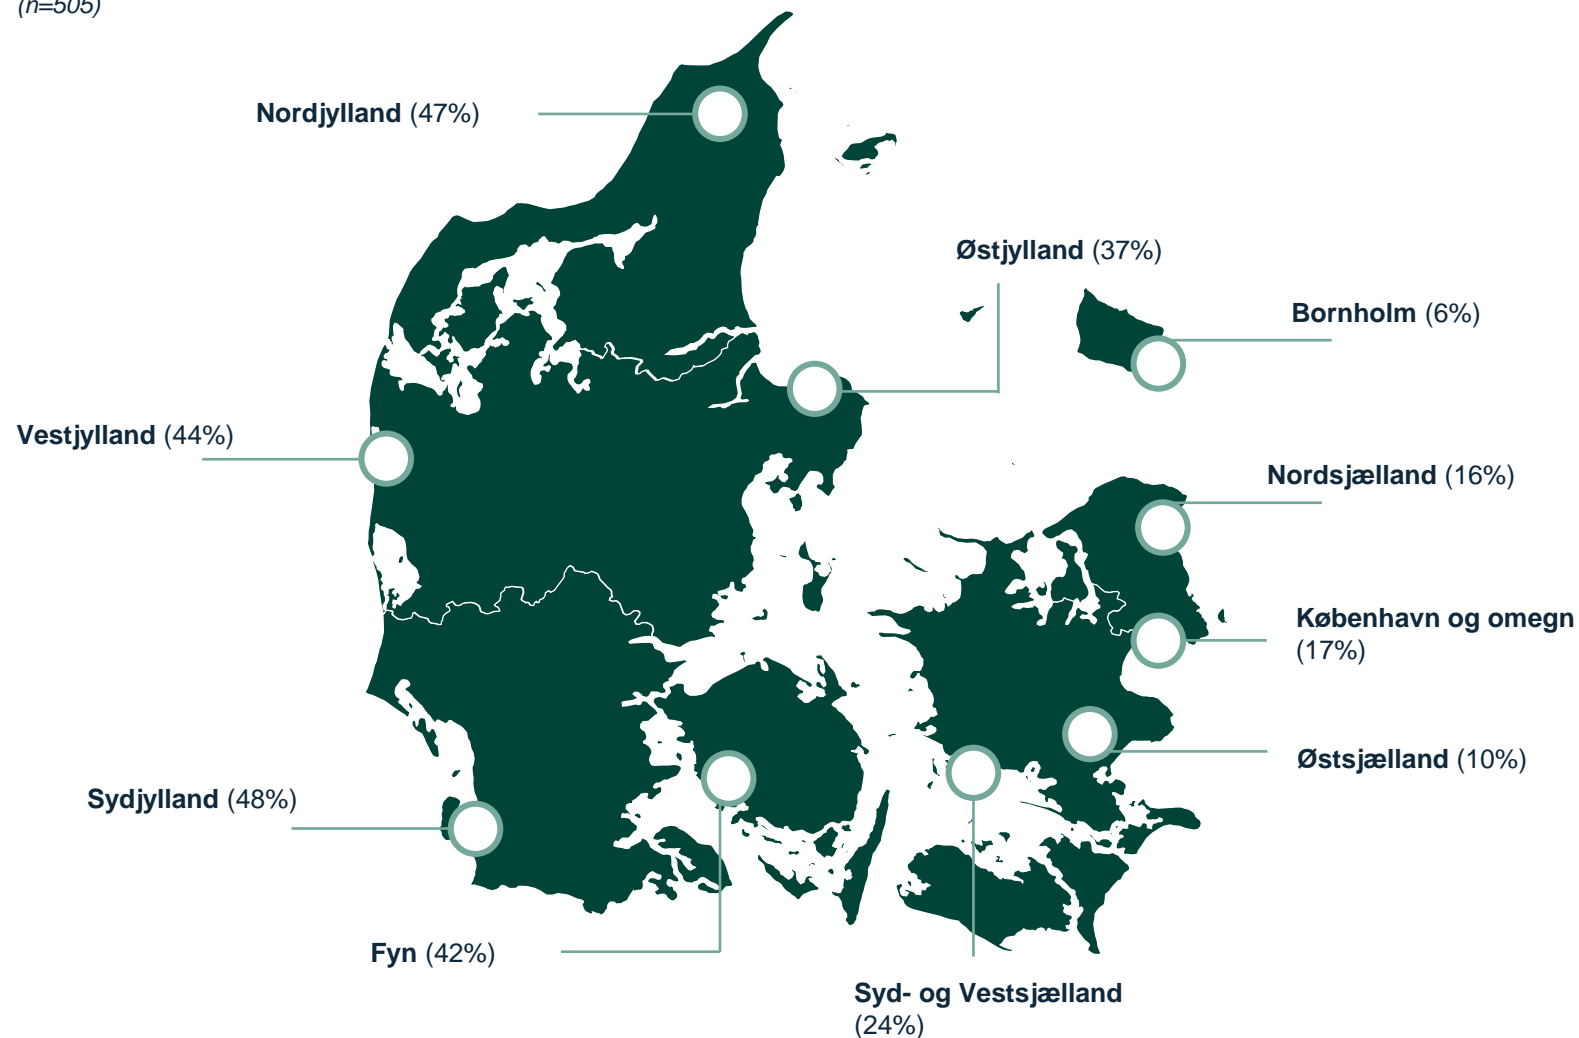 (n=505)
Nordjylland (47%)
Østjylland (37%)
Bornholm (6%)
Vestjylland (44%)
Nordsjælland (16%)
København og omegn
(17%)
Østsjælland (10%)
Sydjylland (48%)
Fyn (42%)
Syd- og Vestsjælland
(24%)